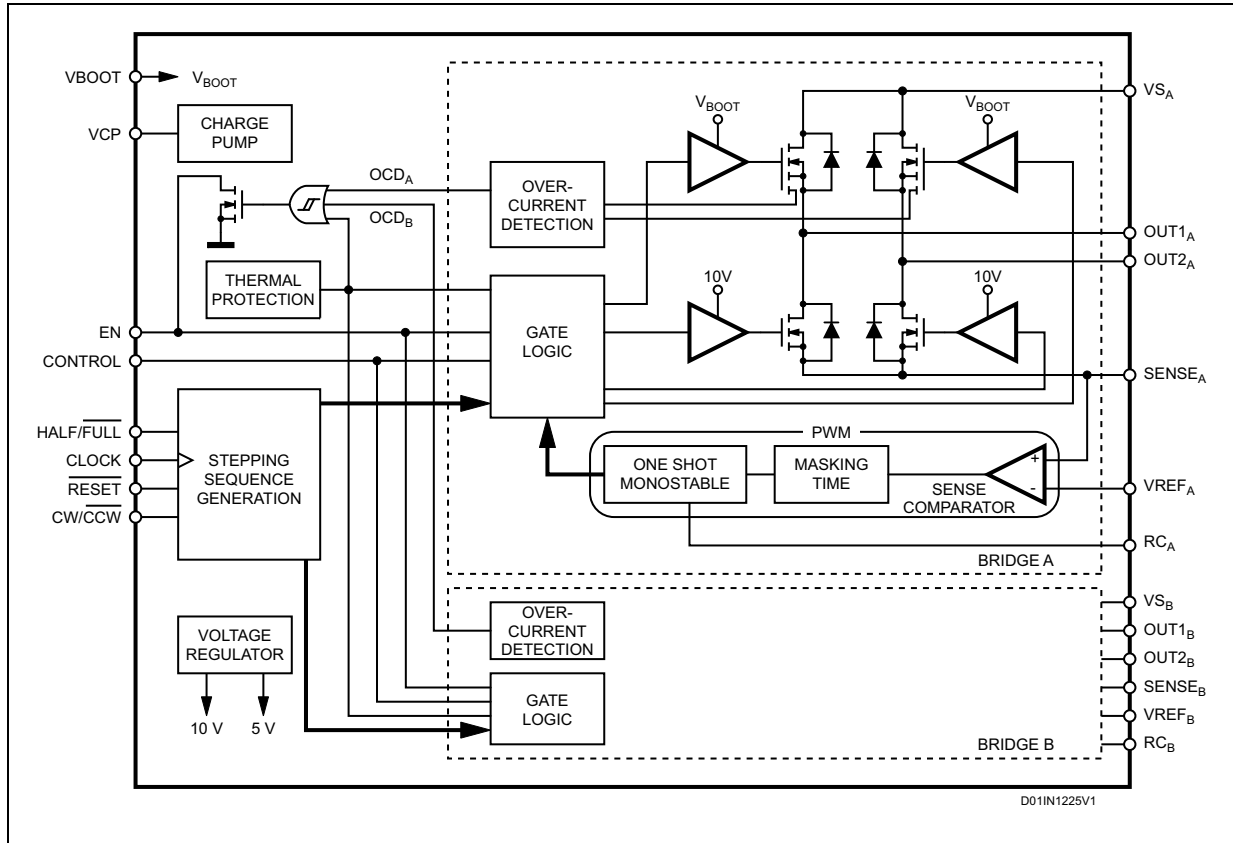 VBOOT
VBOOT
VCP
CHARGE
PUMP
EN
CONTROL
HALF/FULL
CLOCK
RESET
CW/CCW
THERMAL
PROTECTION
STEPPING
SEQUENCE
GENERATION
VOLTAGE
REGULATOR
10 V
5 V
OCDA
OCDB
OVER-
CURRENT
DETECTION
GATE
LOGIC
VBOOT
VBOOT
10V
10V
PWM
ONE SHOT
MONOSTABLE
MASKING
TIME
+
-
SENSE
COMPARATOR
BRIDGE A
OVER-
CURRENT
DETECTION
GATE
LOGIC
BRIDGE B
VSA
OUT1A
OUT2A
SENSEA
VREFA
RCA
VSB
OUT1B
OUT2B
SENSEB
VREFB
RCB
D01IN1225V1